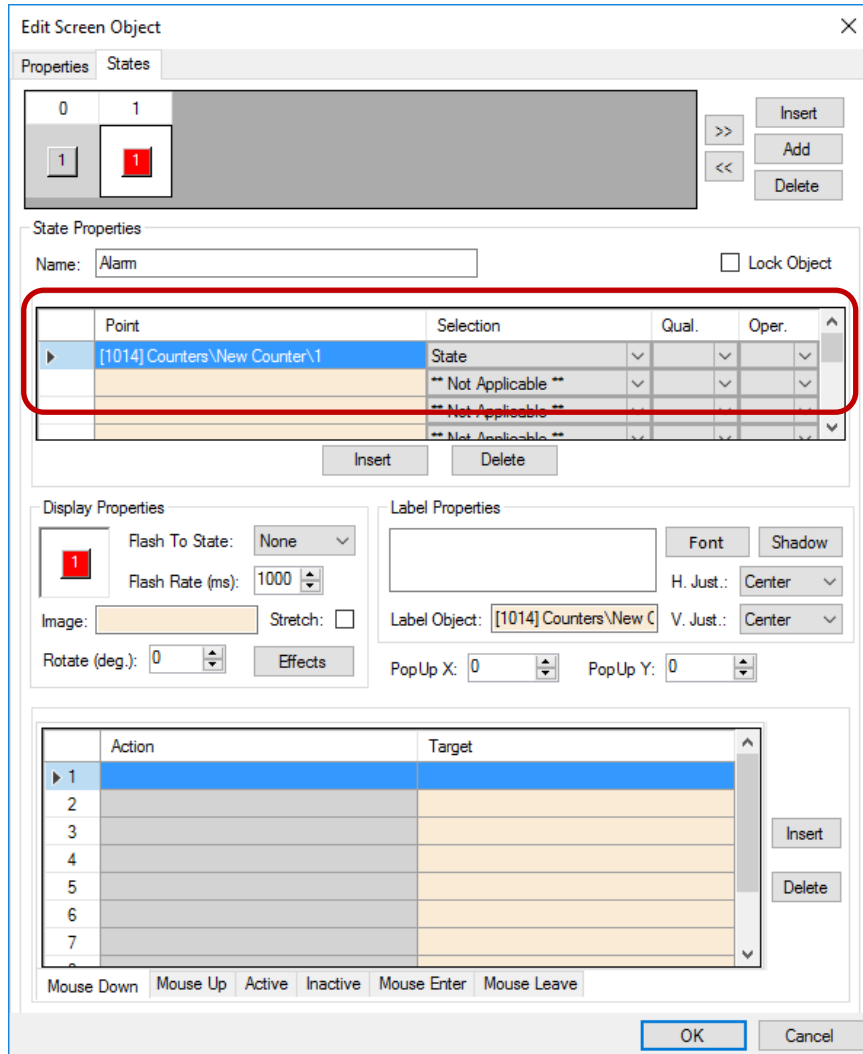 Edit Screen Object
Properties States
0 1
1 1
>>
<<
Insert
Add
Delete
State Properties
Name: Alarm
Lock Object
Point Selection Qual. Oper.
[1014] Counters\New Counter\1 State
** Not Applicable **
** Not Applicable **
** Not Applicable **
Insert Delete
Display Properties
1
Flash To State: None
Flash Rate (ms): 1000
Image: Stretch:
Rotate (deg.): 0 Effects
Label Properties
Font Shadow
H. Just.: Center
Label Object: [1014] Counters\New C V. Just.: Center
PopUp X: 0 PopUp Y: 0
Action Target
1
2
3
4
5
6
7
Insert
Delete
Mouse Down Mouse Up Active Inactive Mouse Enter Mouse Leave
OK Cancel